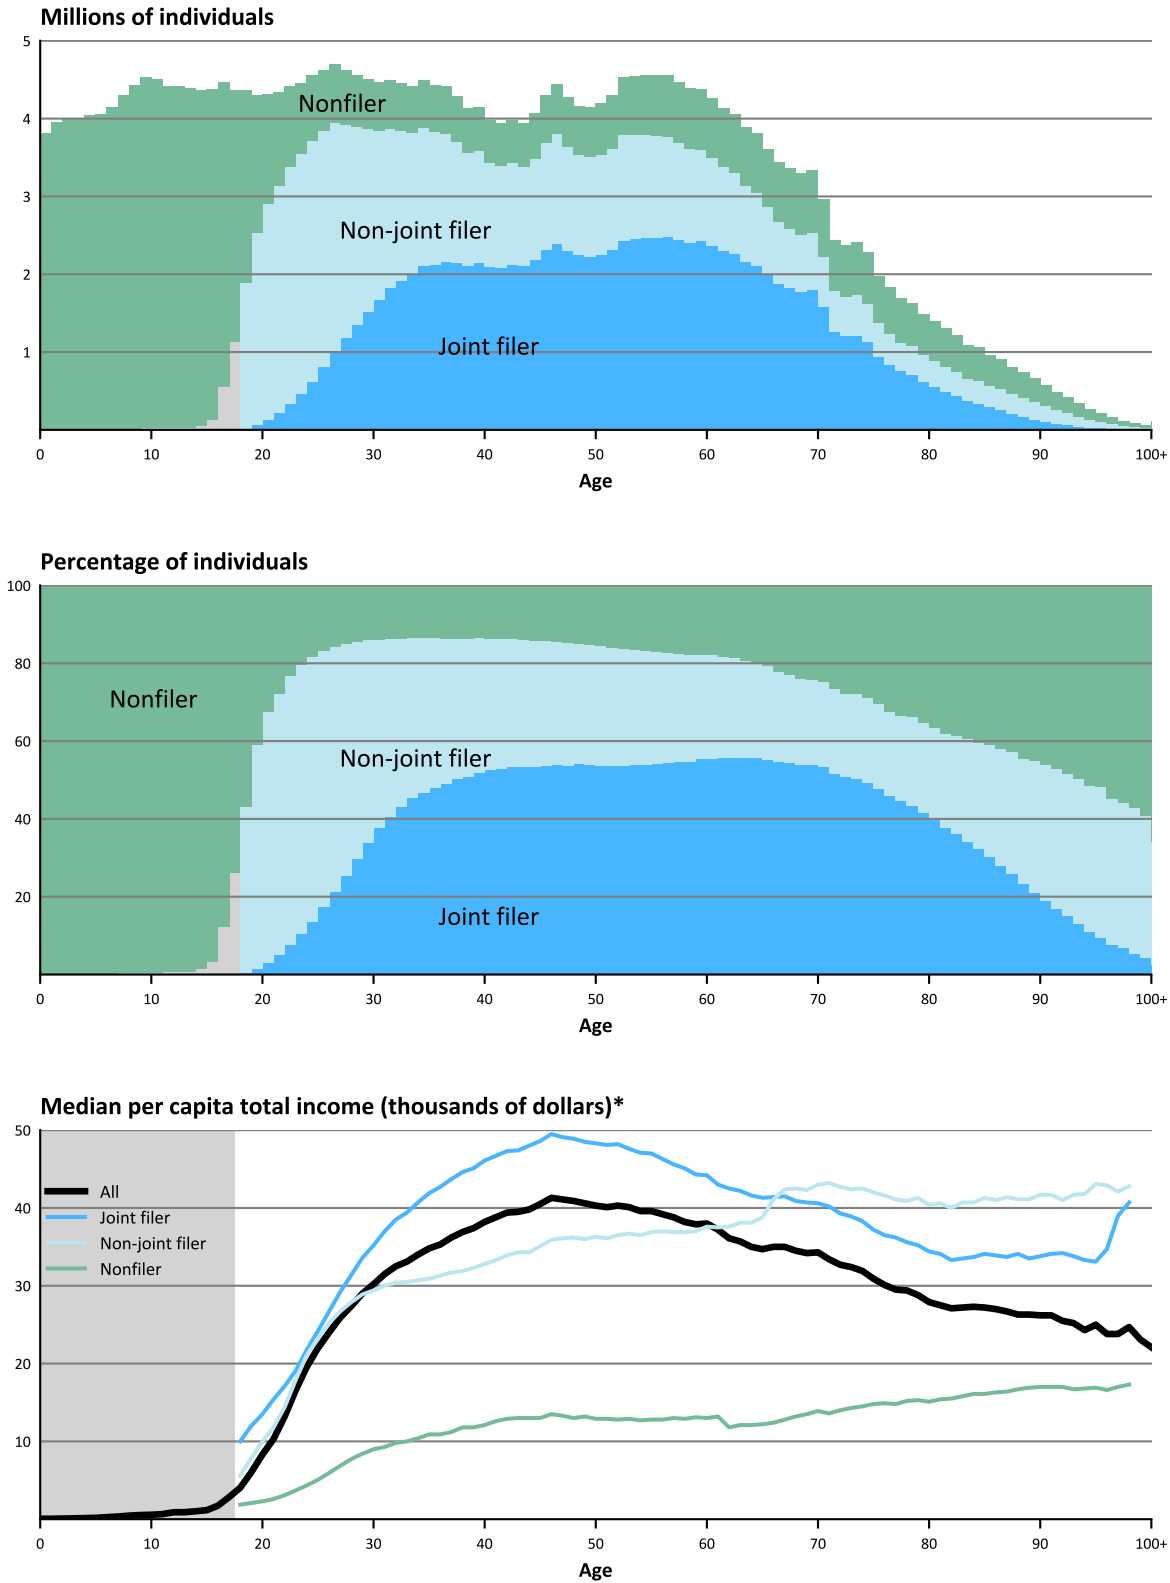 Millions of individuals
5
4
3
2
1
Nonfiler
Non-joint filer
Joint filer
0 10 20 30 40 50 60 70 80 90 100+
Age
Percentage of individuals
100
80
60
40
20
Nonfiler
Non-joint filer
Joint filer
0 10 20 30 40 50 60 70 80 90 100+
Age
Median per capita total income (thousands of dollars)*
50
40
30
20
10
All
Joint filer
Non-joint filer
Nonfiler
0 10 20 30 40 50 60 70 80 90 100+
Age